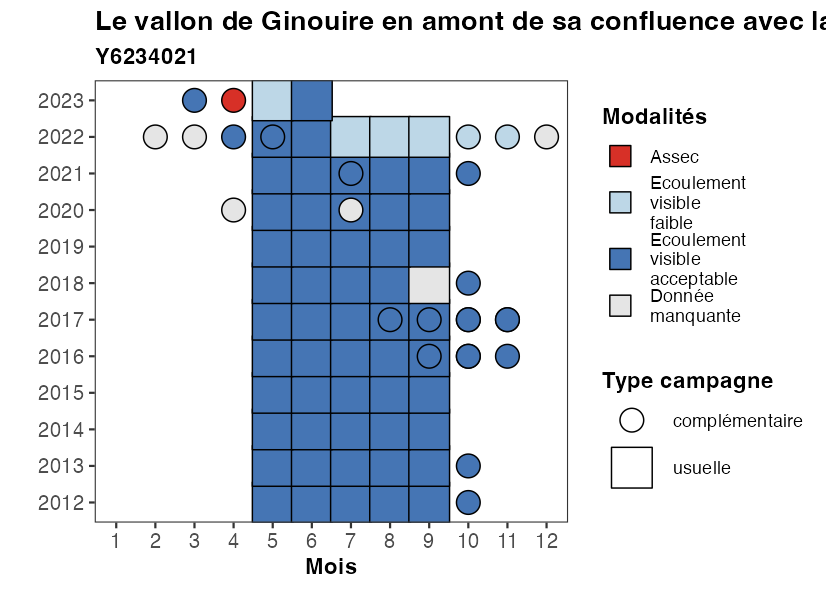 Le vallon de Ginouire en amont de sa confluence avec la
Y6234021
2023
2022
2021
2020
2019
2018
2017
2016
2015
2014
2013
2012
1 2 3 4 5 6 7 8 9 10 11 12
Mois
Modalités
Assec
Ecoulement
visible
faible
Ecoulement
visible
acceptable
Donnée
manquante
Type campagne
complémentaire
usuelle